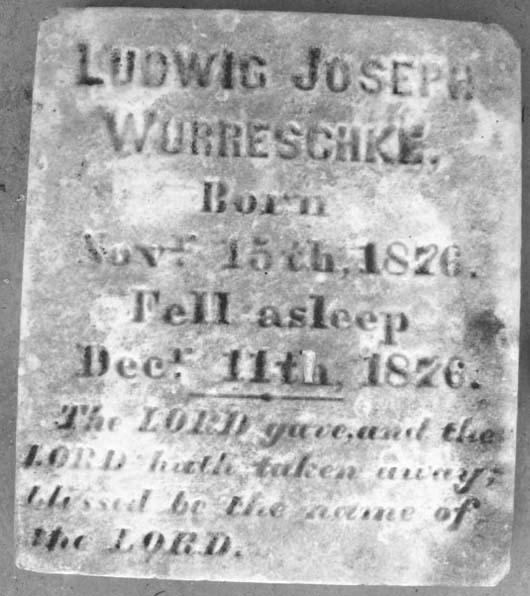 LUDWIG JOSEPH
WURRESCHKE.
Born
Novr. 15th, 1876.
Fell asleep
Decr. 11th, 1876.
The LORD gave, and the
LORD hath taken away;
blessed be the name of
the LORD.